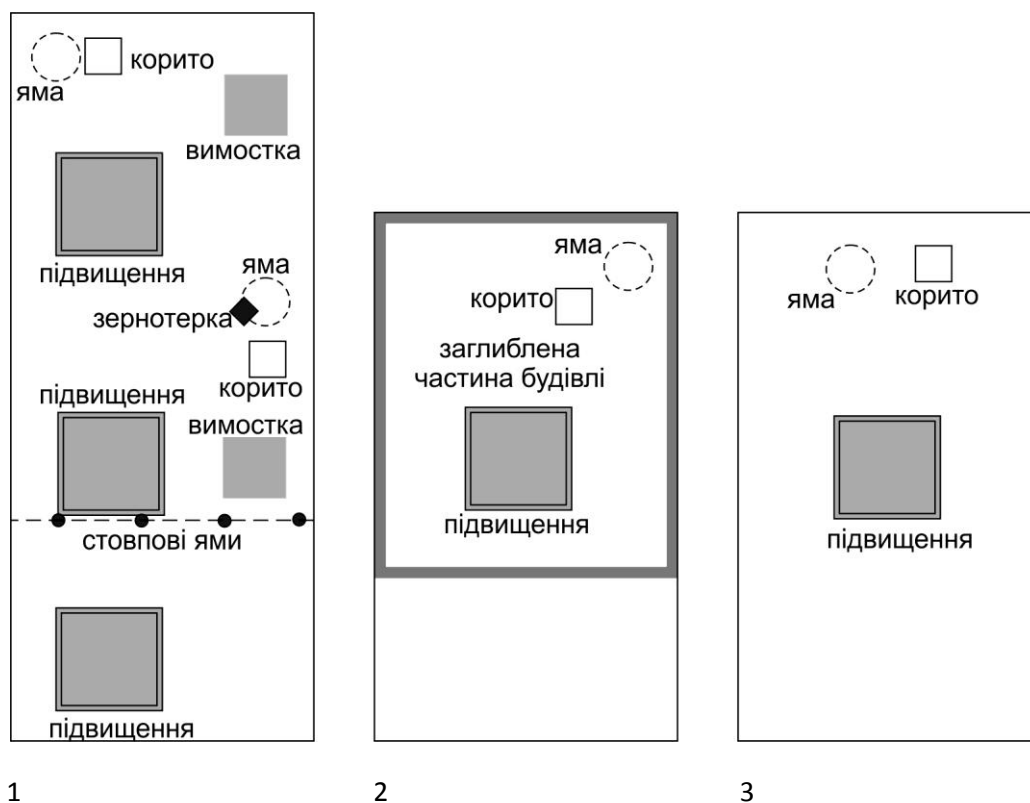 корито
яма
вимостка
підвищення
яма
зернотерка
корито
підвищення
вимостка
стовпові ями
підвищення
яма
корито
заглиблена
частина будівлі
підвищення
яма
корито
підвищення
1
2
3